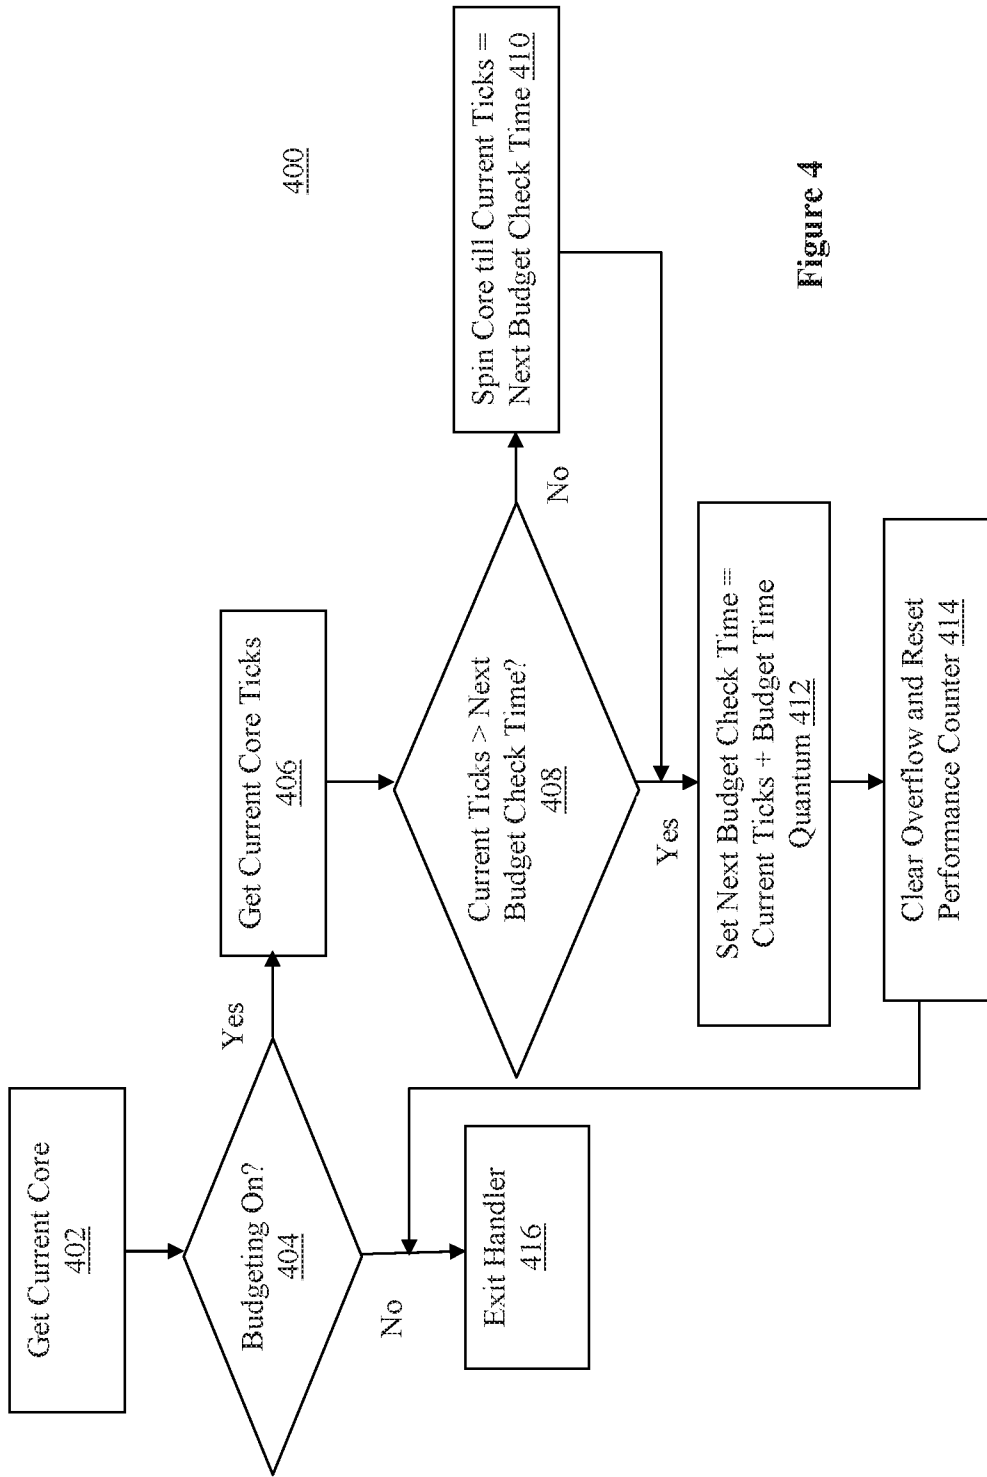 Get Current Core
402
Budgeting On?
404
Yes
No
Get Current Core Ticks
406
Current Ticks > Next
Budget Check Time?
408
No
Yes
Spin Core till Current Ticks =
Next Budget Check Time 410
Set Next Budget Check Time =
Current Ticks + Budget Time
Quantum 412
Clear Overflow and Reset
Performance Counter 414
Exit Handler
416
400
Figure 4